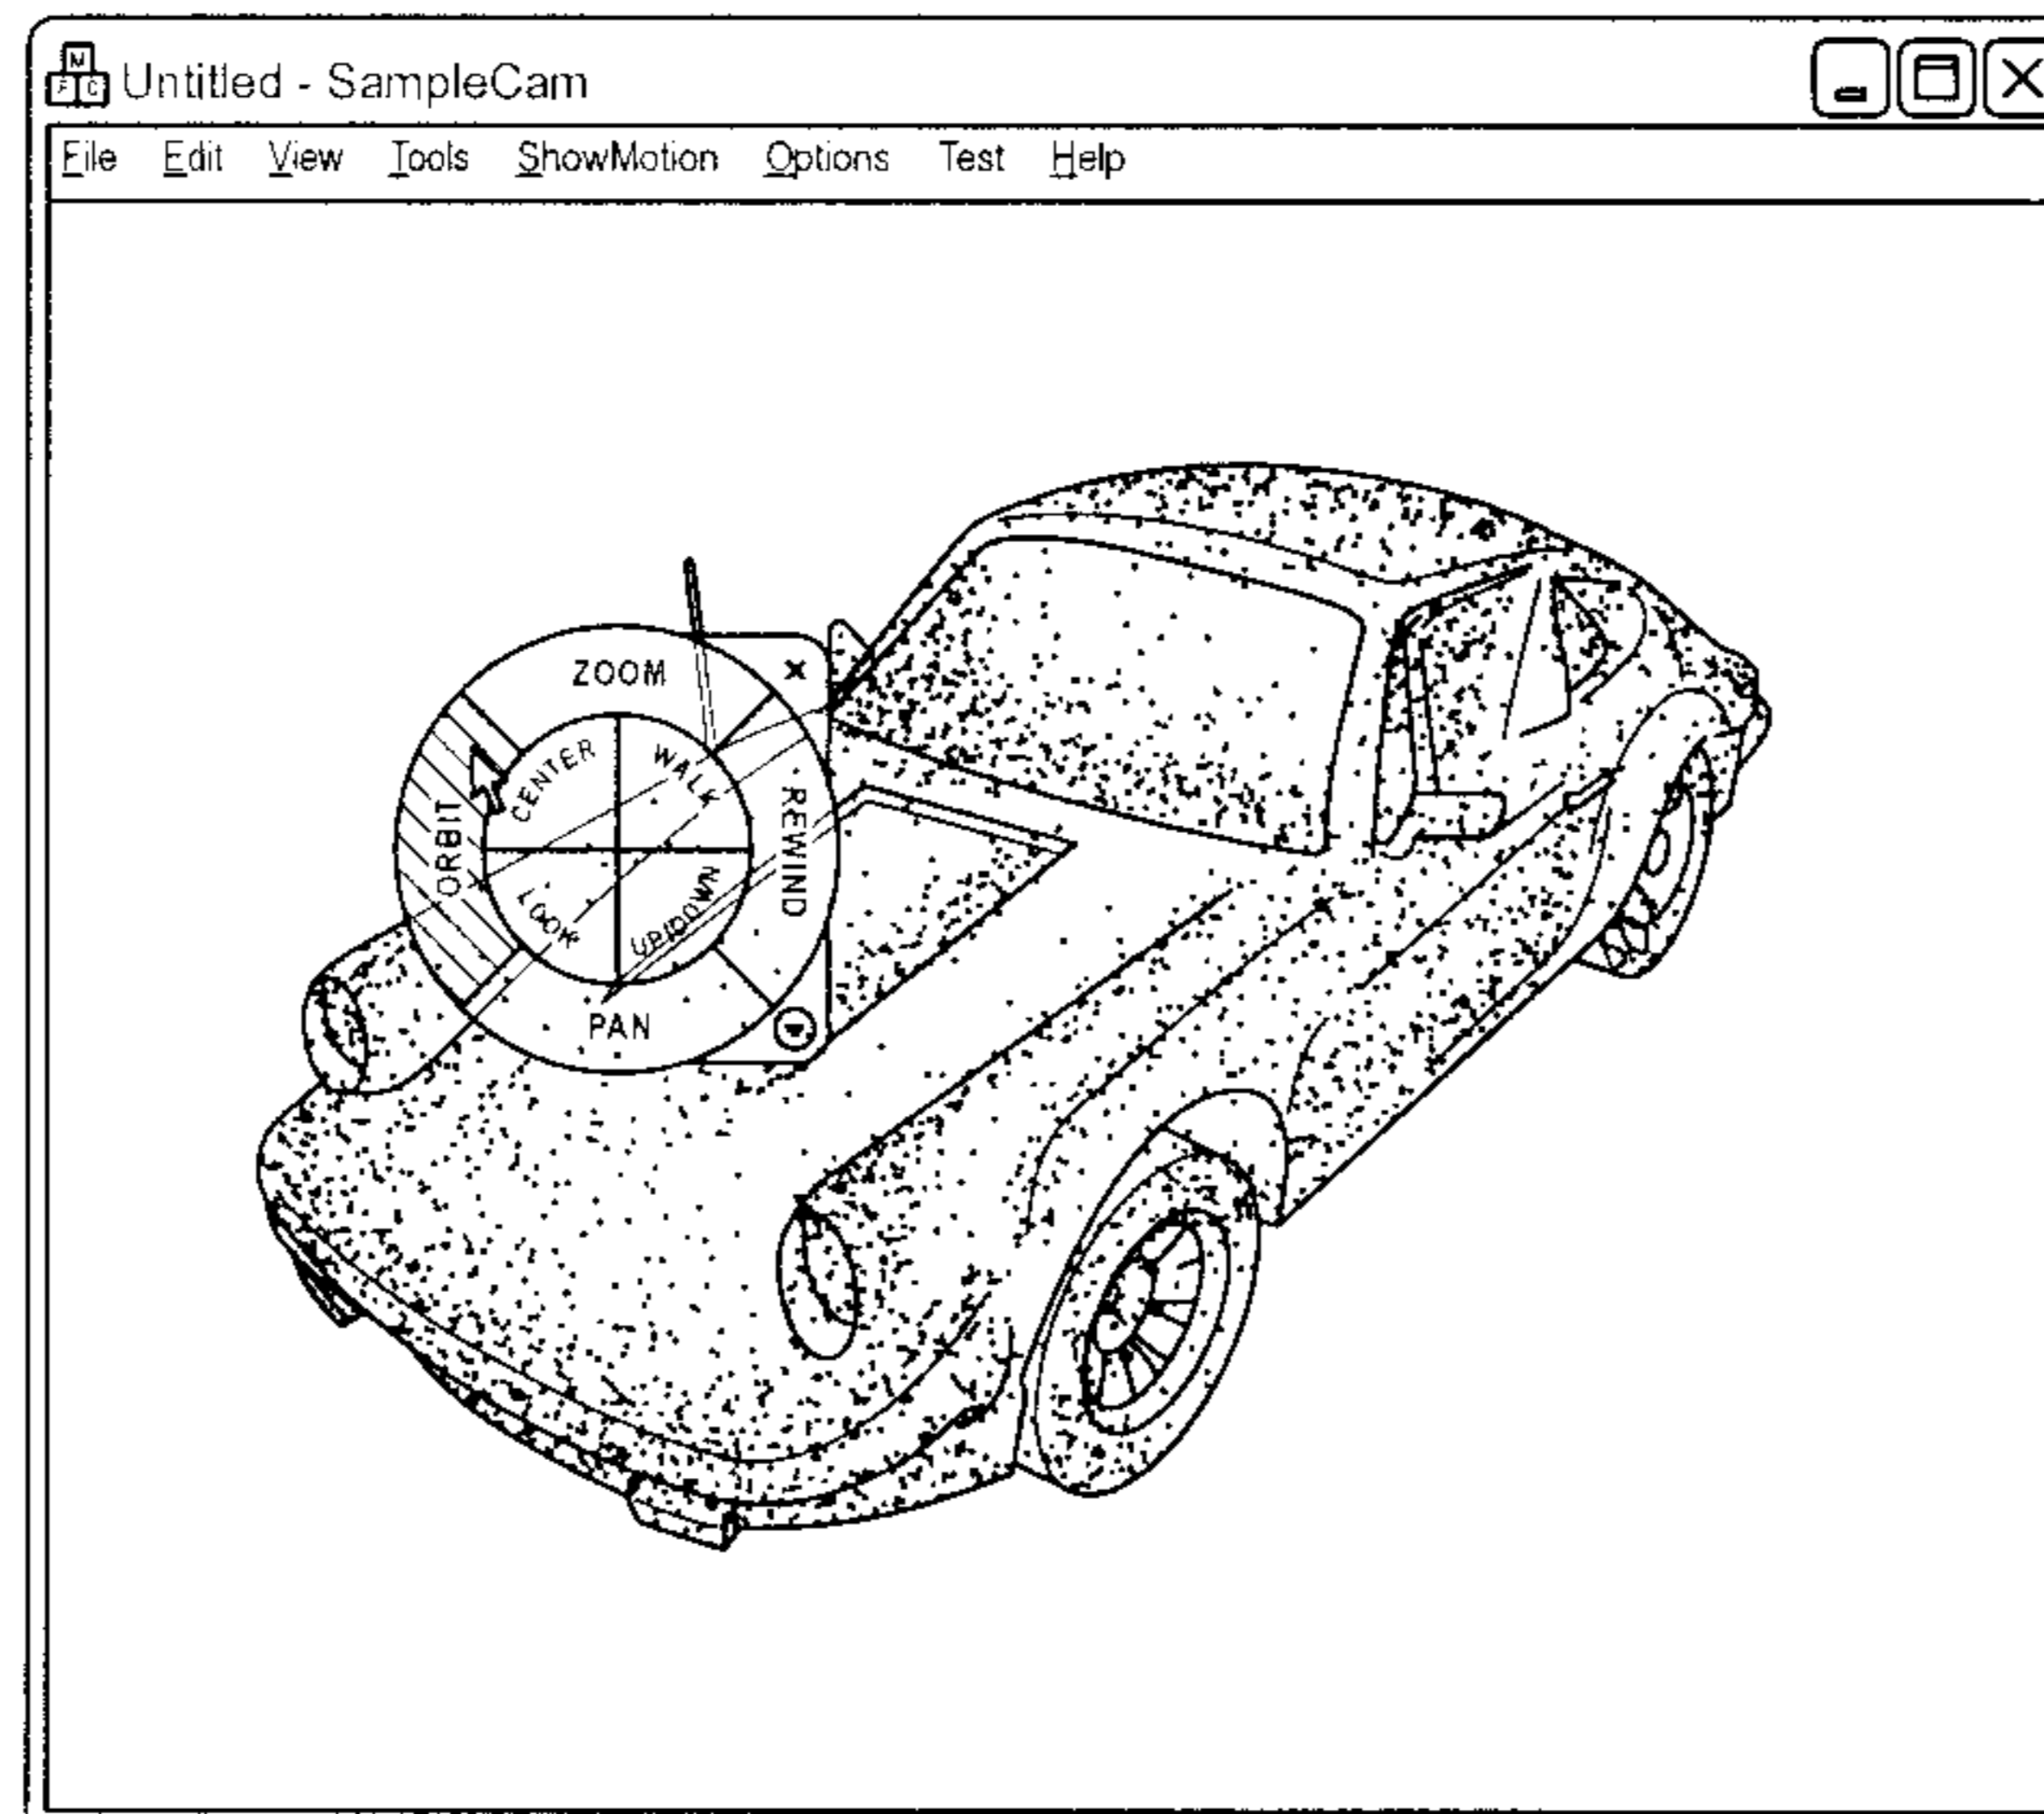 M
F C
Untitled - SampleCam
File Edit View Tools ShowMotion Options Test Help
ZOOM
CENTER
WALK
ORBIT
REWIND
LOOK
UP/DOWN
PAN